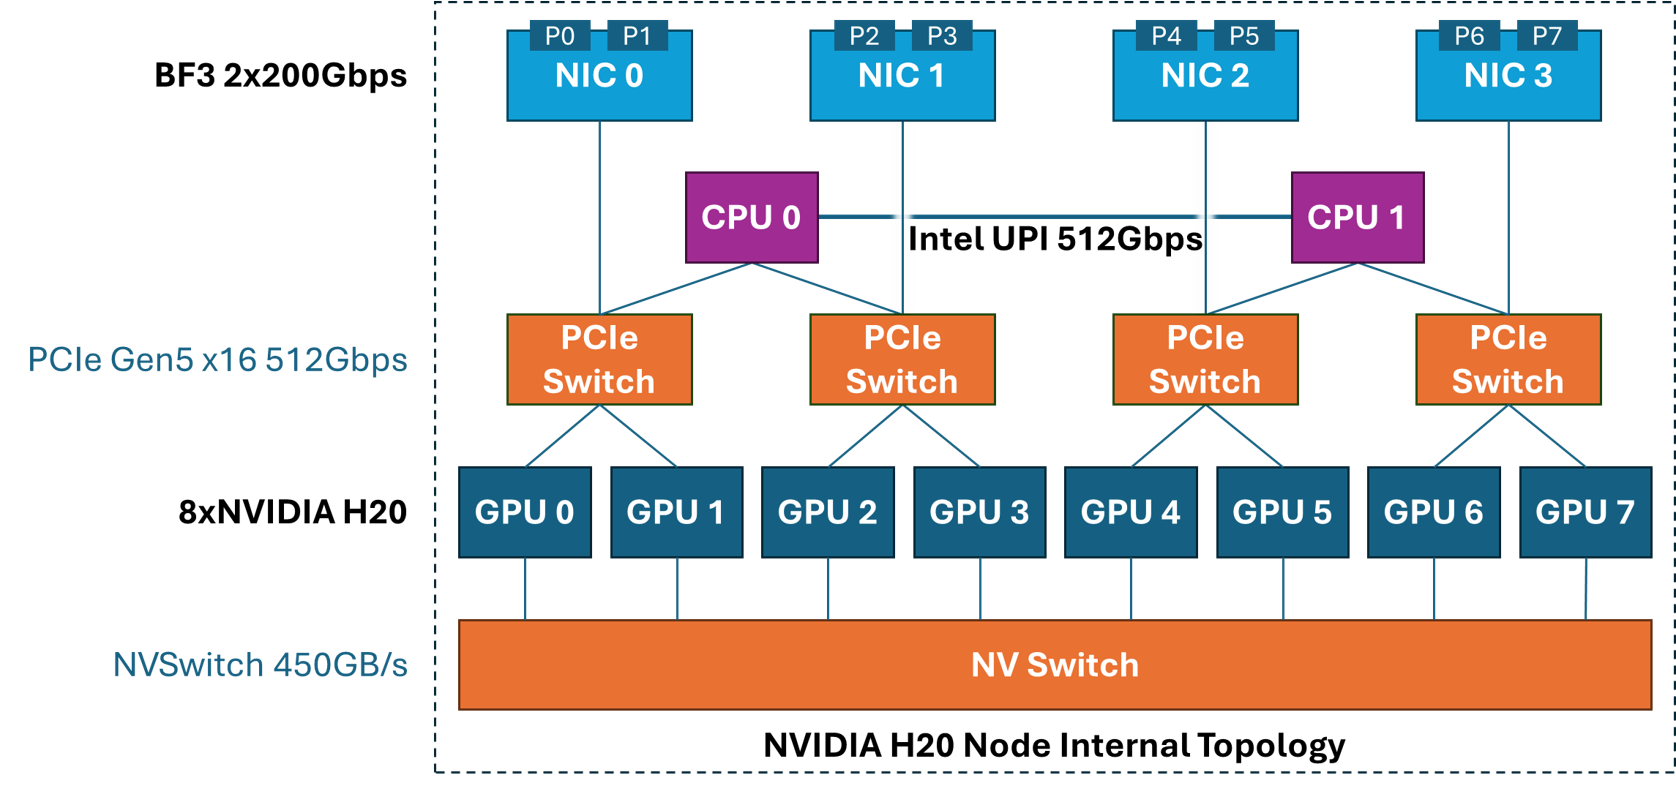 P0 P1 P2 P3 P4 P5 P6 P7
BF3 2x200Gbps NIC 0 NIC 1 NIC 2 NIC 3
CPU 0 CPU 1
Intel UPI 512Gbps
PCIe Gen5 x16 512Gbps
PCIe
Switch
PCIe
Switch
PCIe
Switch
PCIe
Switch
8xNVIDIA H20 GPU 0 GPU 1 GPU 2 GPU 3 GPU 4 GPU 5 GPU 6 GPU 7
NVSwitch 450GB/s NV Switch
NVIDIA H20 Node Internal Topology